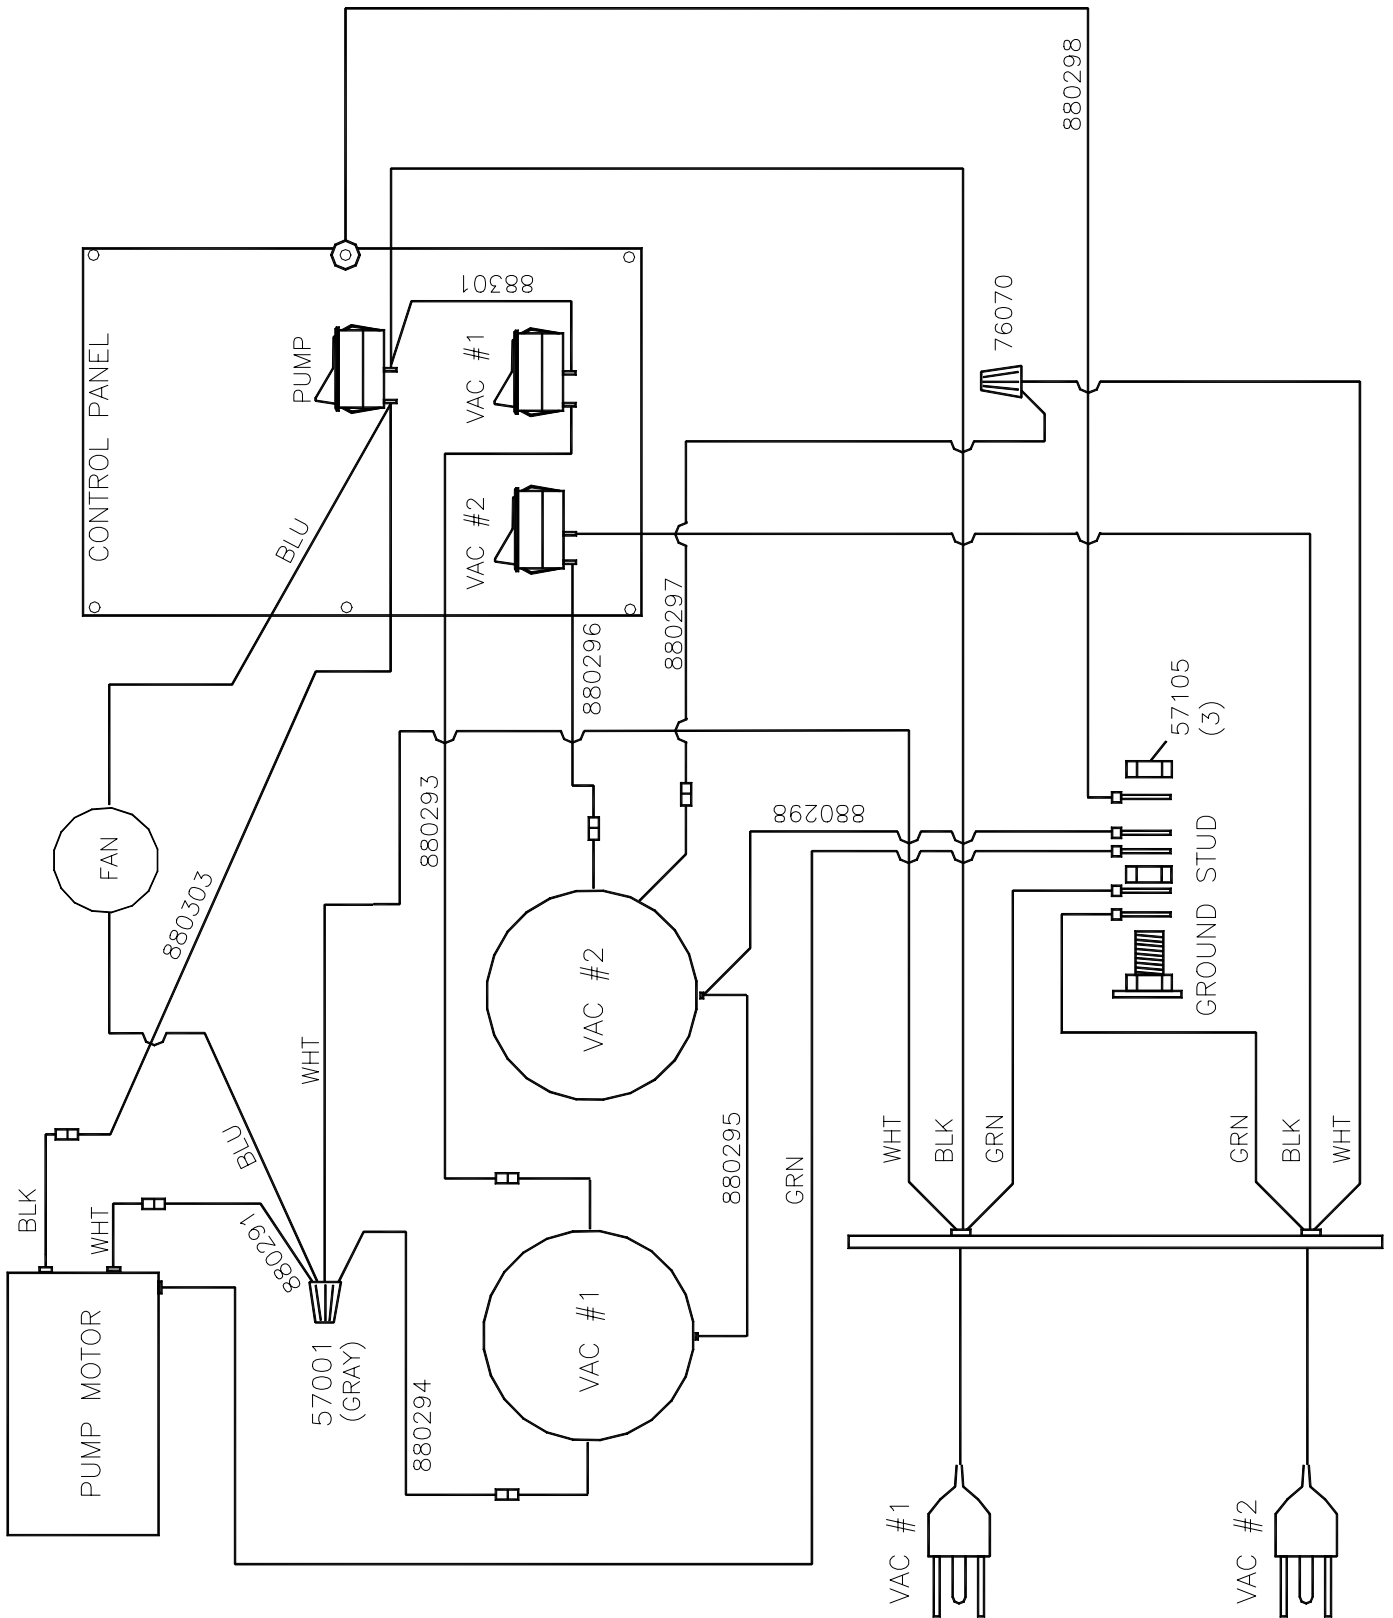 880298
88301
CONTROL PANEL
PUMP
VAC #1
76070
VAC #2
BLU
880297
880296
57105
(3)
FAN
880293
880298
880303
GROUND STUD
VAC #2
WHT
BLU
880295
WHT
BLK
GRN
GRN
BLK
WHT
GRN
BLK
WHT
880291
PUMP MOTOR
57001
(GRAY)
VAC #1
880294
VAC #1
VAC #2